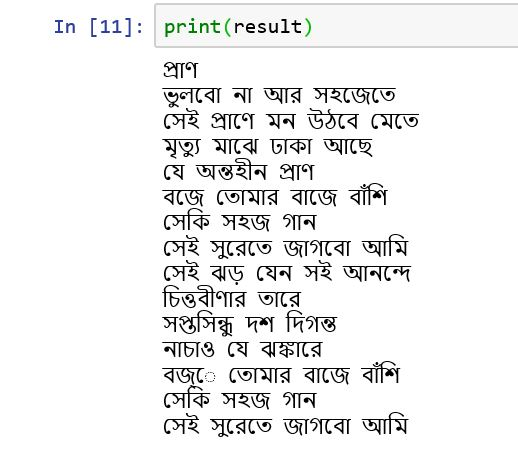 In [11]: print(result)
প্রাণ
ভুলবো না আর সহজেতে
সেই প্রাণে মন উঠবে মেতে
মৃত্যু মাঝে ঢাকা আছে
যে অন্তহীন প্রাণ
বজে তোমার বাজে বাঁশি
সেকি সহজ গান
সেই সুরেতে জাগবো আমি
সেই ঝড় যেন সই আনন্দে
চিত্তবীণার তারে
সপ্তসিন্ধু দশ দিগন্ত
নাচাও যে ঝঙ্কারে
বজ্ে তোমার বাজে বাঁশি
সেকি সহজ গান
সেই সুরেতে জাগবো আমি